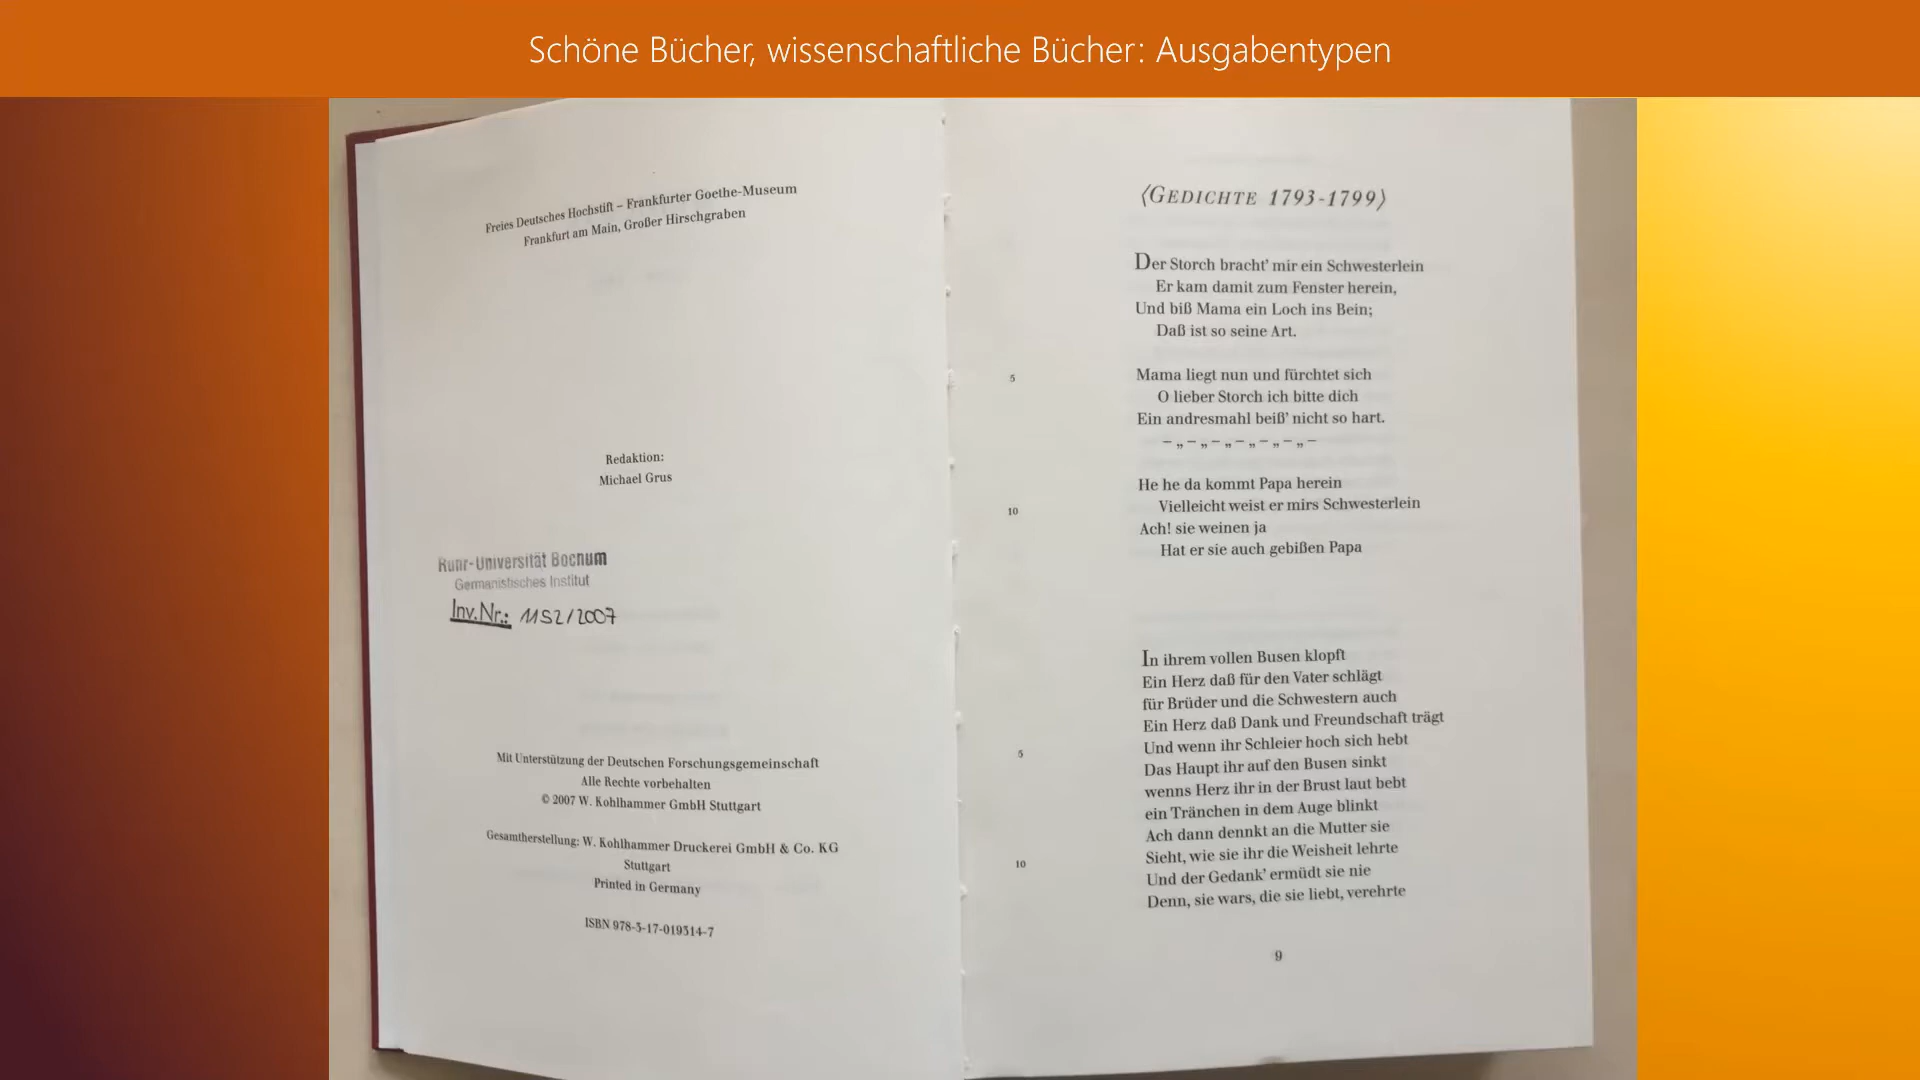 Schöne Bücher, wissenschaftliche Bücher: Ausgabentypen
Freies Deutsches Hochstift – Frankfurter Goethe-Museum
Frankfurt am Main, Großer Hirschgraben
Redaktion:
Michael Grus
Ruhr-Universität Bochum
Germanistisches Institut
Inv.Nr.: 1152/2007
Mit Unterstützung der Deutschen Forschungsgemeinschaft
Alle Rechte vorbehalten
© 2007 W. Kohlhammer GmbH Stuttgart
Gesamtherstellung: W. Kohlhammer Druckerei GmbH & Co. KG
Stuttgart
Printed in Germany
ISBN 978-3-17-019314-7
⟨GEDICHTE 1793-1799⟩
Der Storch bracht’ mir ein Schwesterlein
Er kam damit zum Fenster herein,
Und biß Mama ein Loch ins Bein;
Daß ist so seine Art.
5 Mama liegt nun und fürchtet sich
O lieber Storch ich bitte dich
Ein andresmahl beiß’ nicht so hart.
– „ – „ – „ – „ – „ – „ –
He he da kommt Papa herein
10 Vielleicht weist er mirs Schwesterlein
Ach! sie weinen ja
Hat er sie auch gebißen Papa
In ihrem vollen Busen klopft
Ein Herz daß für den Vater schlägt
für Brüder und die Schwestern auch
Ein Herz daß Dank und Freundschaft trägt
5 Und wenn ihr Schleier hoch sich hebt
Das Haupt ihr auf den Busen sinkt
wenns Herz ihr in der Brust laut bebt
ein Tränchen in dem Auge blinkt
Ach dann dennkt an die Mutter sie
10 Sieht, wie sie ihr die Weisheit lehrte
Und der Gedank’ ermüdt sie nie
Denn, sie wars, die sie liebt, verehrte
9